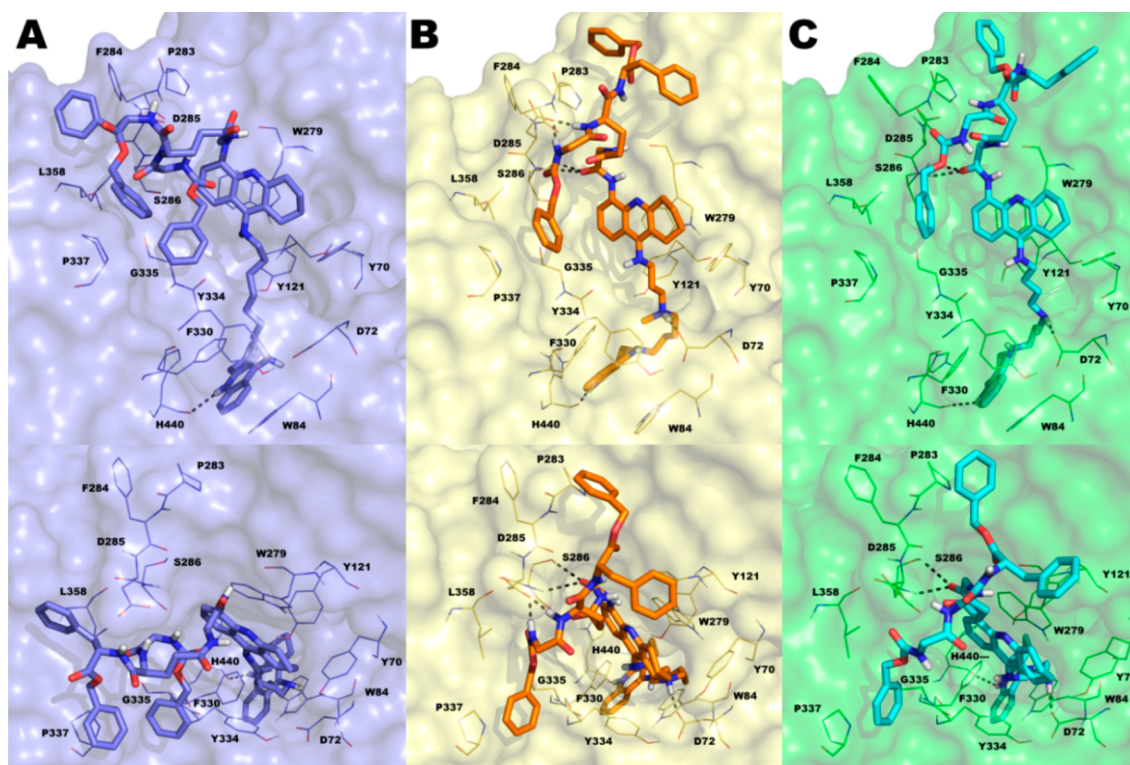 A
F284
P283
D285
W279
L358
S286
P337
G335
Y70
Y121
Y334
F330
D72
H440
W84
B
F284
P283
D285
S286
L358
W279
G335
P337
Y121
Y70
Y334
F330
D72
H440
W84
C
F284
P283
D285
S286
W279
L358
G335
Y121
P337
Y70
Y334
D72
F330
H440
W84
P283
F284
D285
S286
W279
Y121
L358
H440
Y70
G335
F330
W84
P337
Y334
D72
P283
F284
D285
S286
L358
Y121
W279
H440
Y70
G335
F330
W84
P337
Y334
D72
F284
P283
D285
S286
L358
Y121
W279
H440
Y7
G335
F330
W84
P337
Y334
D72